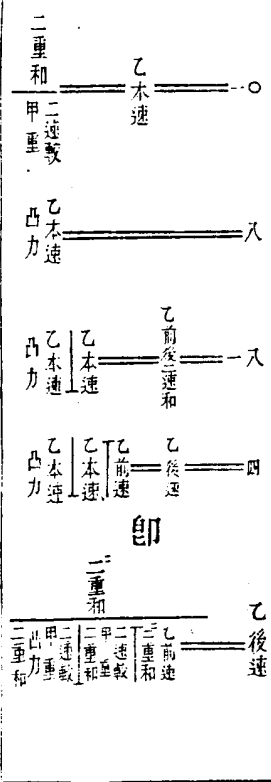 ○
乙本速
二重和
二速較
甲重
八
乙本速
凸力
一八
乙前後二速和
乙本速
⊥
乙本速
凸力
四
乙後速
乙前速
⊤
乙本速
⊥
乙本速
凸力
即
乙後速
二重和
乙前速
二重和
⊤
二速較
甲重
二重和
⊥
二速較
甲重
凸力
二重和